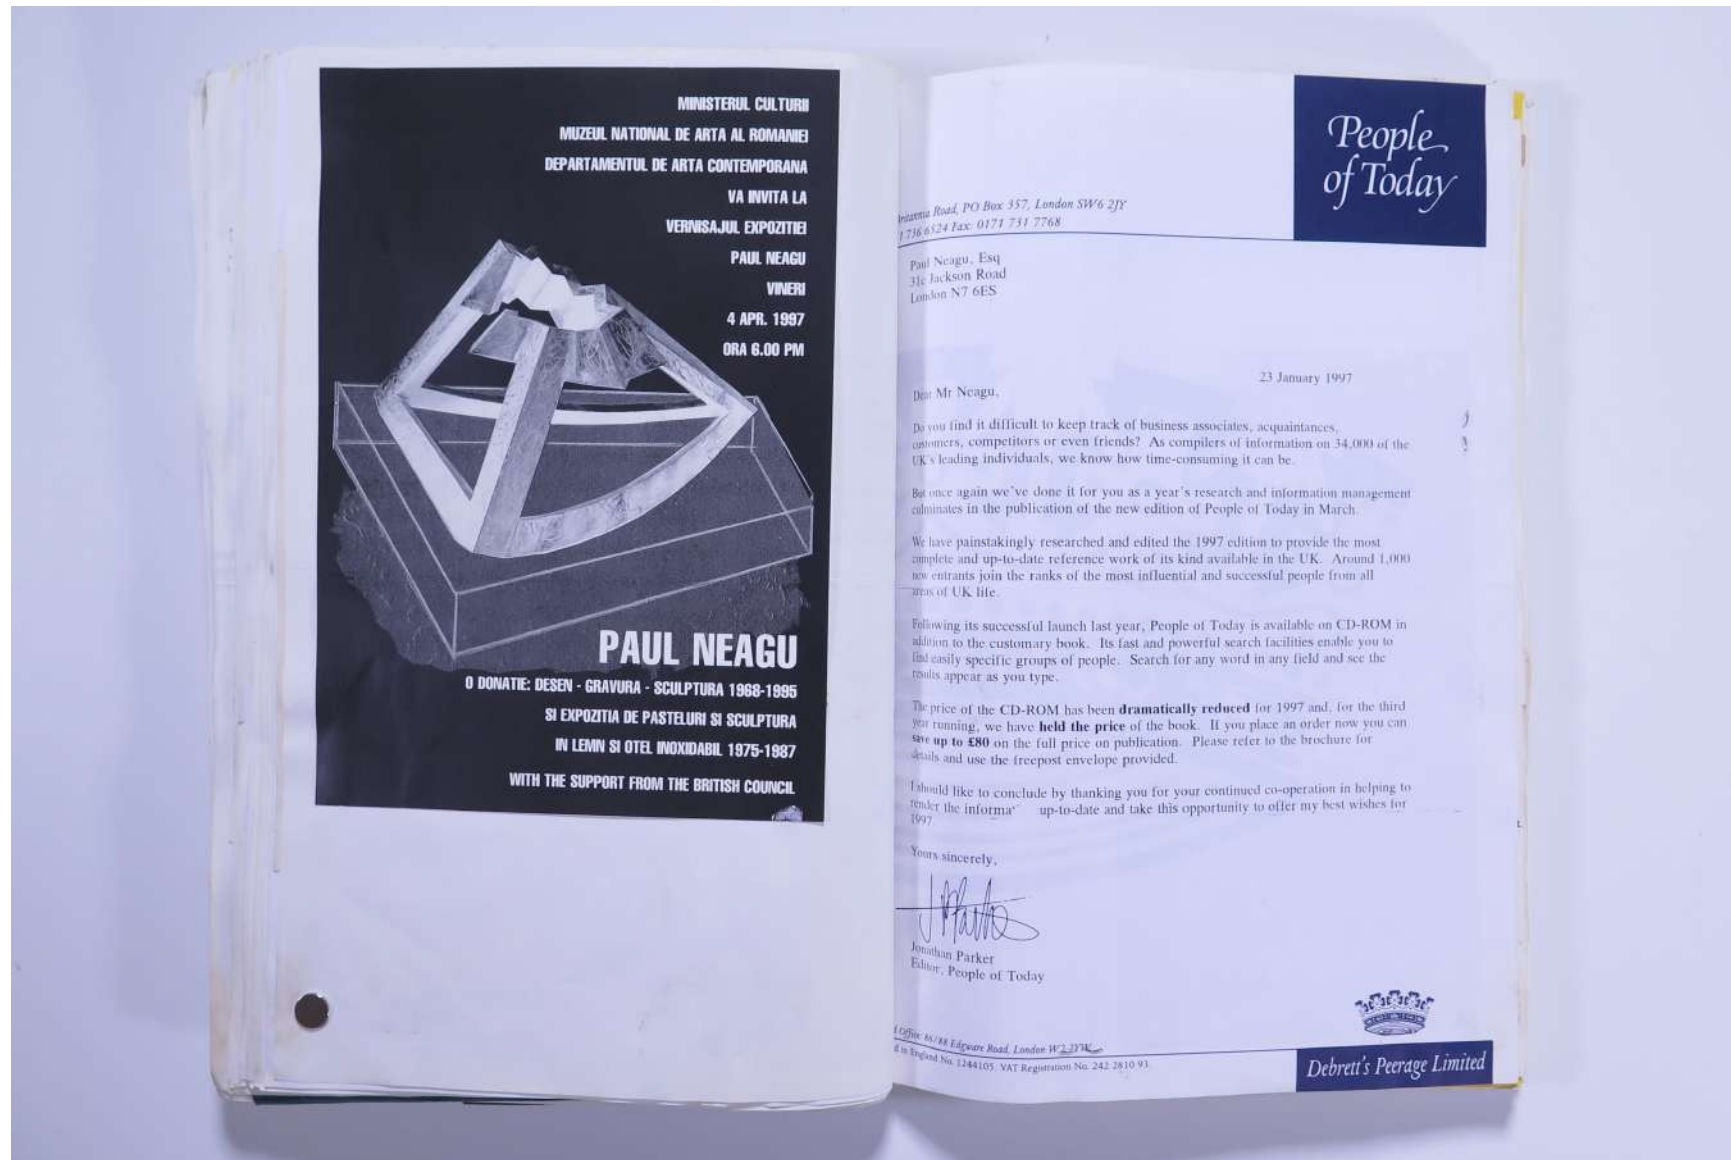 MINISTERUL CULTURII
MUZEUL NATIONAL DE ARTA AL ROMANIEI
DEPARTAMENTUL DE ARTA CONTEMPORANA
VA INVITA LA
VERNISAJUL EXPOZITIEI
PAUL NEAGU
VINERI
4 APR. 1997
ORA 6.00 PM
PAUL NEAGU
O DONATIE: DESEN - GRAVURA - SCULPTURA 1968-1995
SI EXPOZITIA DE PASTELURI SI SCULPTURA
IN LEMN SI OTEL INOXIDABIL 1975-1987
WITH THE SUPPORT FROM THE BRITISH COUNCIL
People
of Today
Road, PO Box 357, London SW6 2JY
736 6524 Fax: 0171 731 7768
Paul Neagu, Esq
31c Jackson Road
London N7 6ES
23 January 1997
Dear Mr Neagu,
Do you find it difficult to keep track of business associates, acquaintances,
customers, competitors or even friends? As compilers of information on 34,000 of the
UK's leading individuals, we know how time-consuming it can be.
But once again we've done it for you as a year's research and information management
culminates in the publication of the new edition of People of Today in March.
We have painstakingly researched and edited the 1997 edition to provide the most
complete and up-to-date reference work of its kind available in the UK. Around 1,000
new entrants join the ranks of the most influential and successful people from all
areas of UK life.
Following its successful launch last year, People of Today is available on CD-ROM in
addition to the customary book. Its fast and powerful search facilities enable you to
find easily specific groups of people. Search for any word in any field and see the
results appear as you type.
The price of the CD-ROM has been dramatically reduced for 1997 and, for the third
year running, we have held the price of the book. If you place an order now you can
save up to £80 on the full price on publication. Please refer to the brochure for
details and use the freepost envelope provided.
I should like to conclude by thanking you for your continued co-operation in helping to
render the informa up-to-date and take this opportunity to offer my best wishes for
1997.
Yours sincerely,
Jonathan Parker
Editor, People of Today
Office: 86/88 Edgware Road, London W2 2YW
in England No. 1244105. VAT Registration No. 242 2810 93
Debrett's Peerage Limited